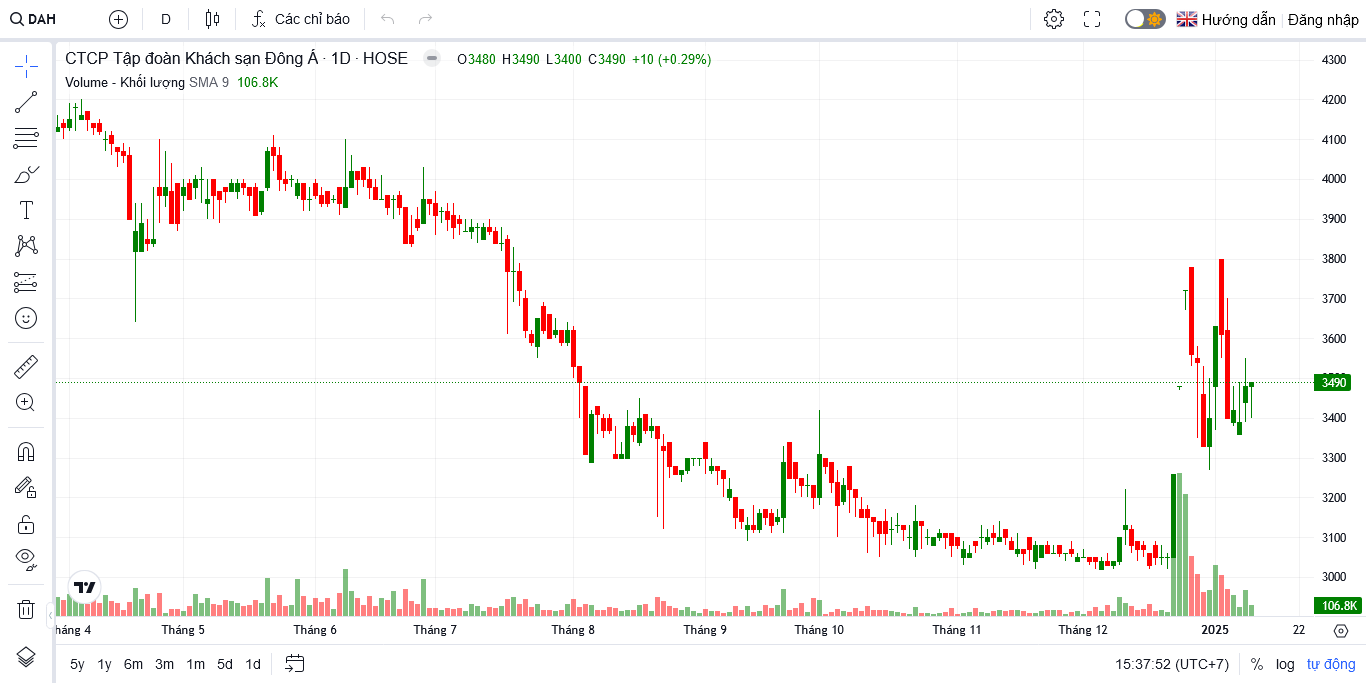 DAH
D
Các chỉ báo
Hướng dẫn
Đăng nhập
CTCP Tập đoàn Khách sạn Đông Á · 1D · HOSE
O3480 H3490 L3400 C3490 +10 (+0.29%)
Volume - Khối lượng SMA 9 106.8K
4300
4200
4100
4000
3900
3800
3700
3600
3490
3400
3300
3200
3100
3000
106.8K
háng 4 Tháng 5 Tháng 6 Tháng 7 Tháng 8 Tháng 9 Tháng 10 Tháng 11 Tháng 12 2025 22
5y 1y 6m 3m 1m 5d 1d
15:37:52 (UTC+7) % log tự động